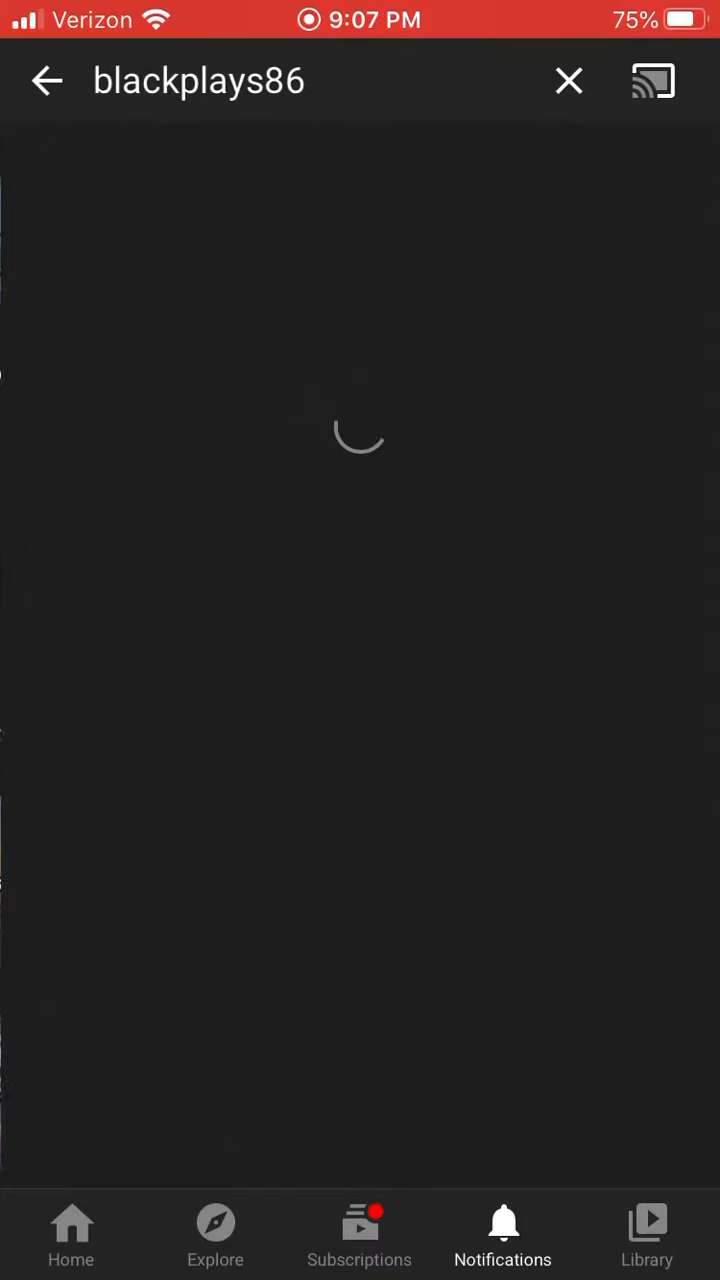 Verizon 9:07 PM 75%
blackplays86
Home Explore Subscriptions Notifications Library